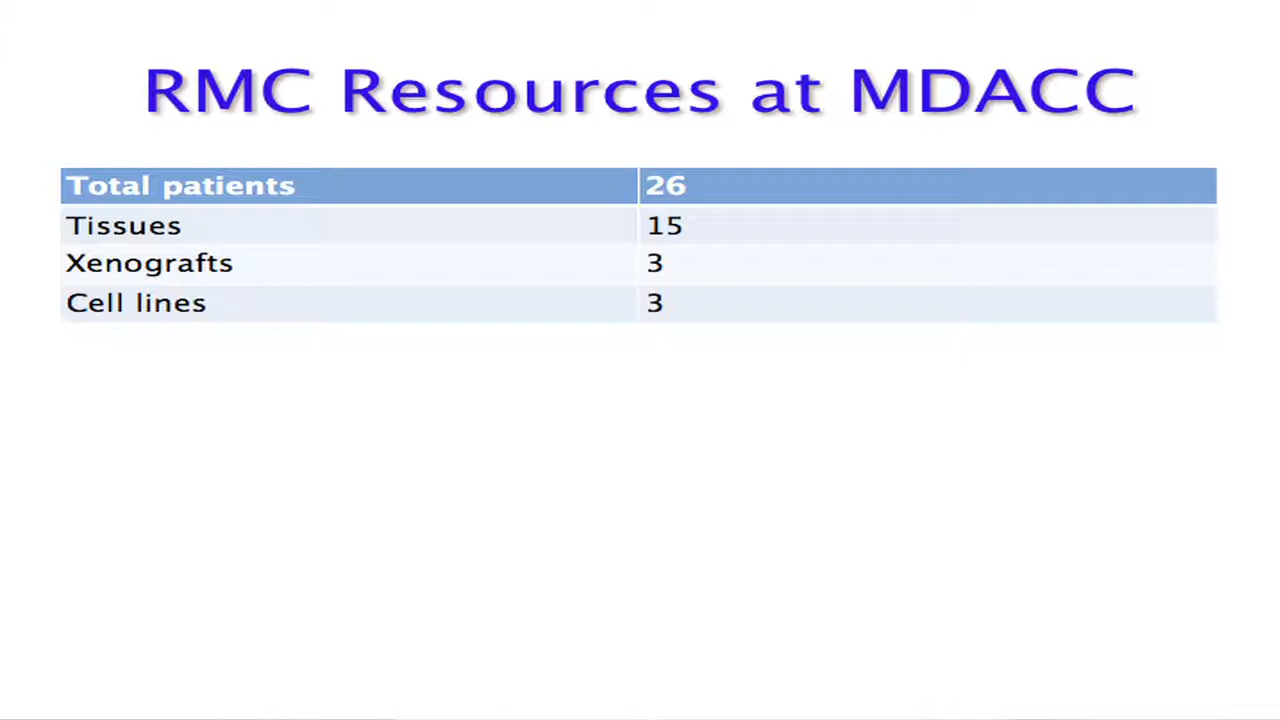 RMC Resources at MDACC
Total patients 26
Tissues 15
Xenografts 3
Cell lines 3